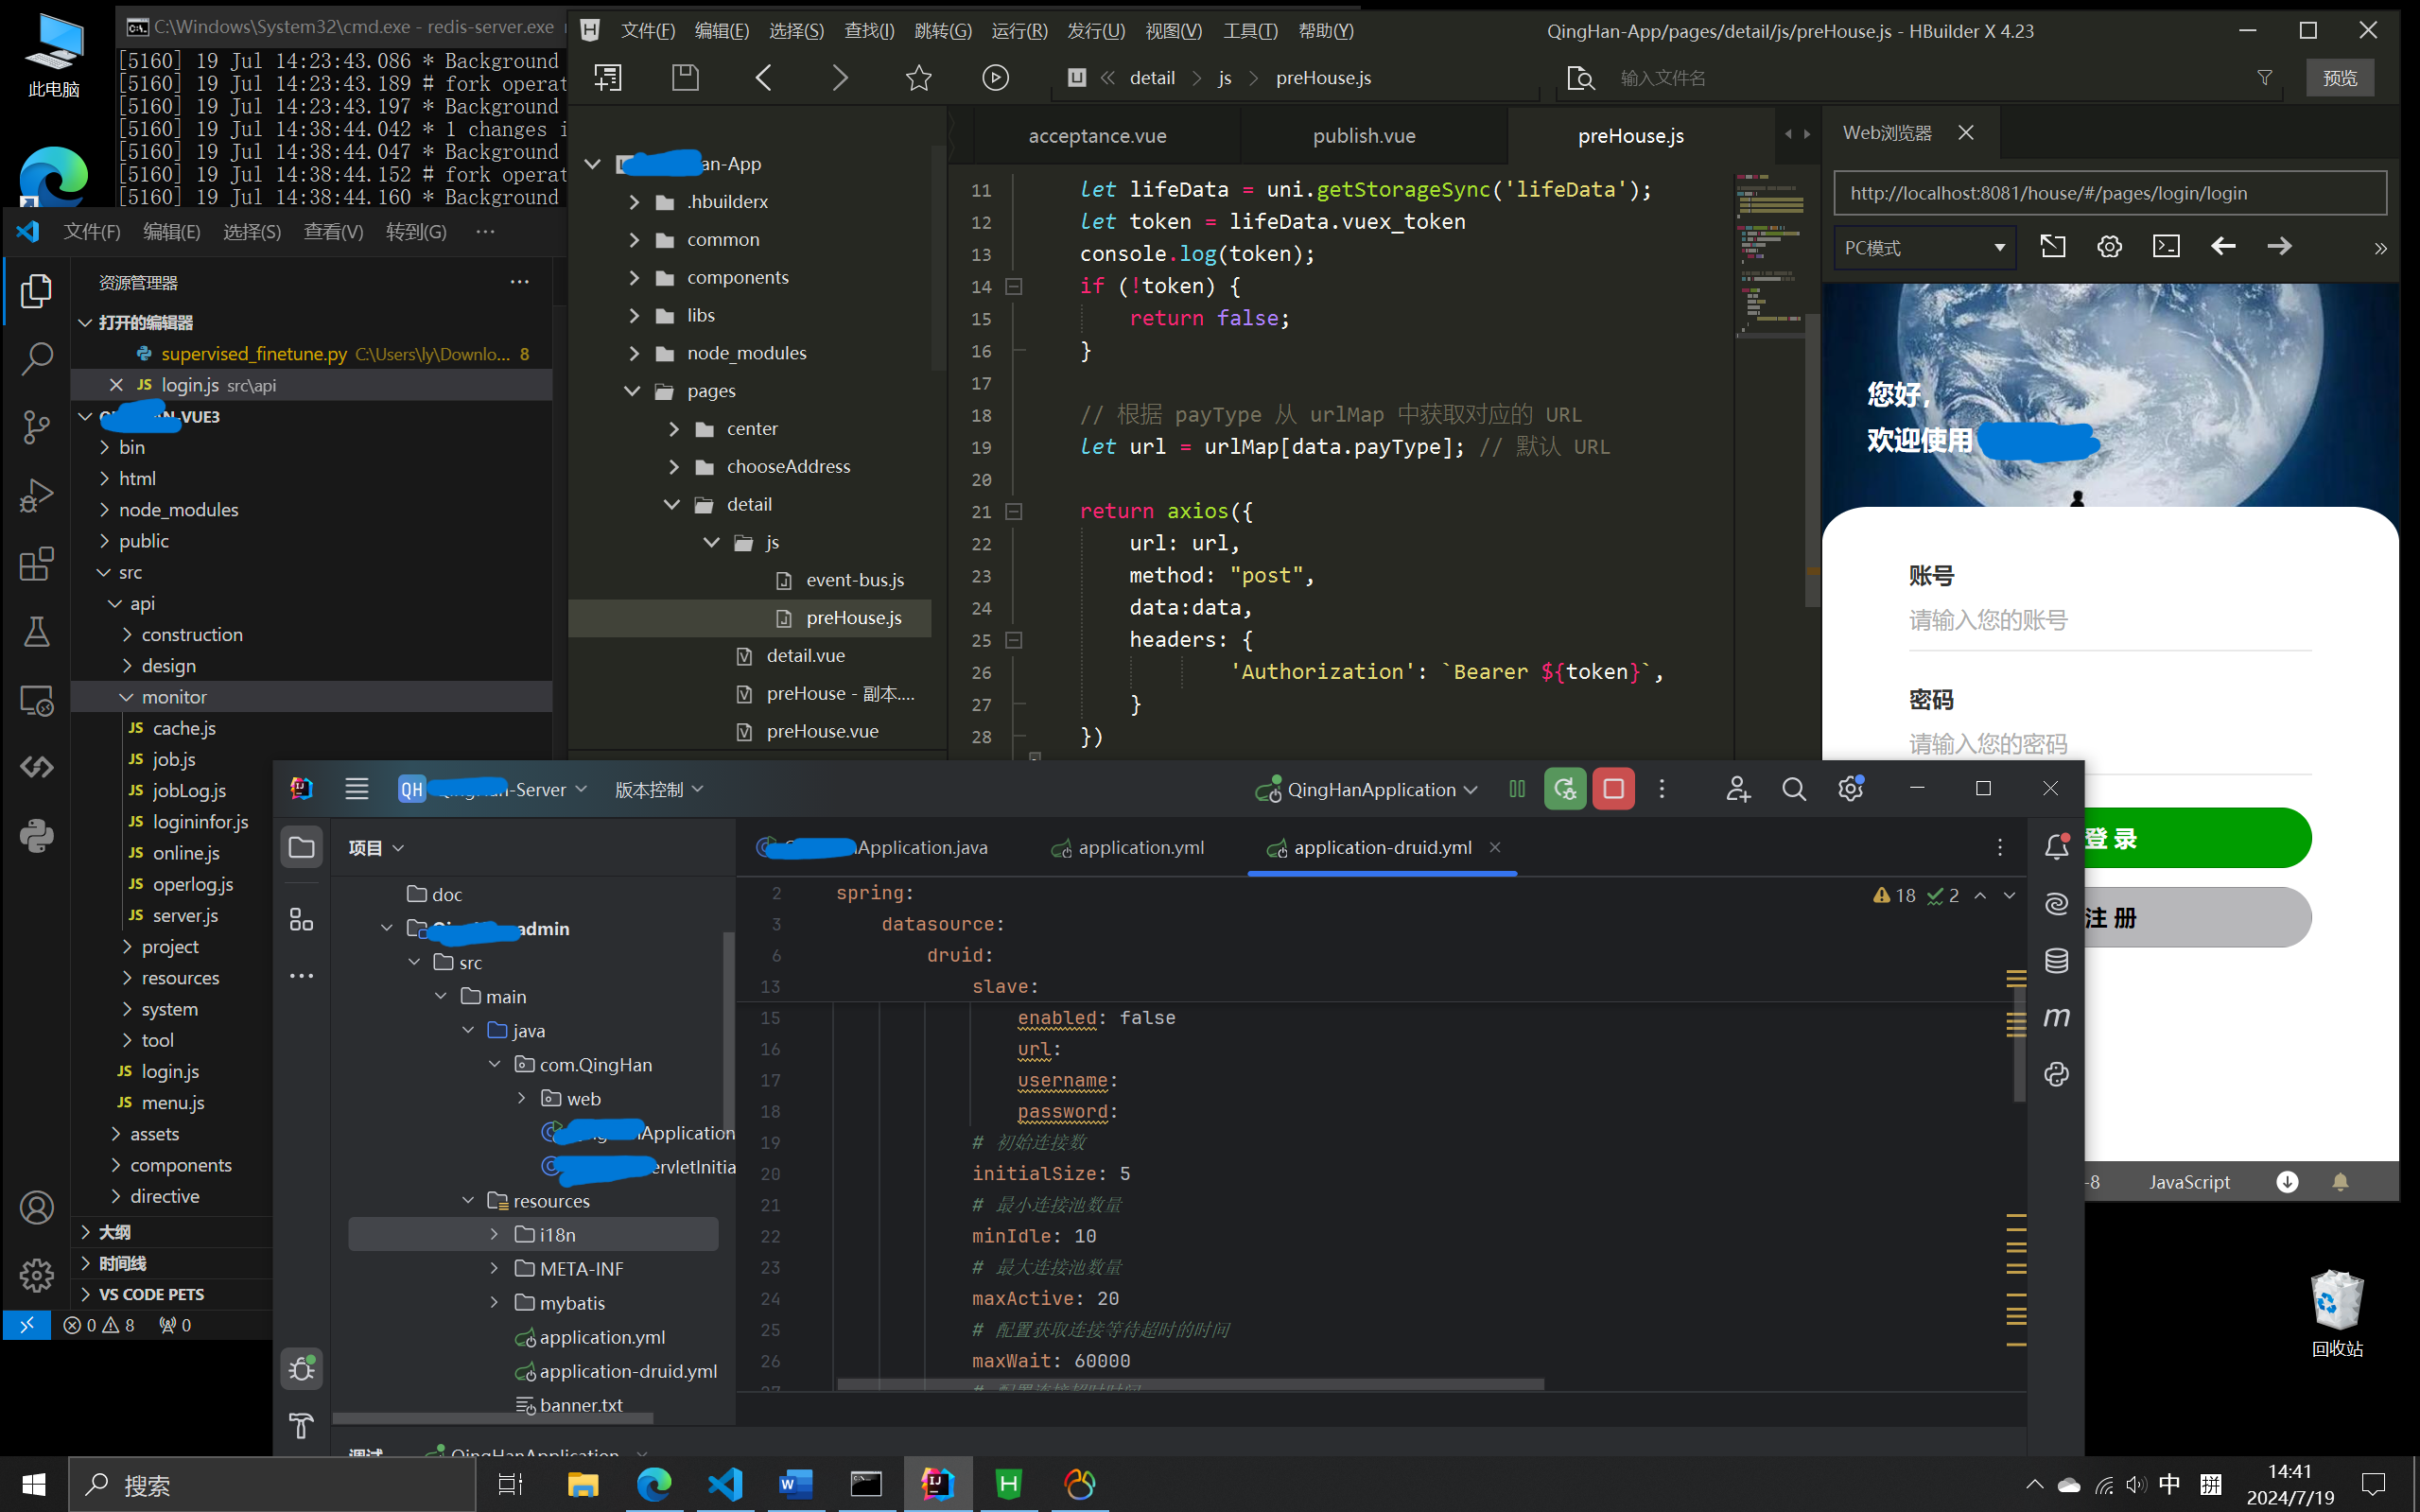 此电脑
C:\Windows\System32\cmd.exe - redis-server.exe
[5160] 19 Jul 14:23:43.086 * Background
[5160] 19 Jul 14:23:43.189 # fork operat
[5160] 19 Jul 14:23:43.197 * Background
[5160] 19 Jul 14:38:44.042 * 1 changes i
[5160] 19 Jul 14:38:44.047 * Background
[5160] 19 Jul 14:38:44.152 # fork operat
[5160] 19 Jul 14:38:44.160 * Background
文件(F) 编辑(E) 选择(S) 查看(V) 转到(G) ···
资源管理器
打开的编辑器
supervised_finetune.py C:\Users\ly\Downlo... 8
JS login.js src\api
-VUE3
bin
html
node_modules
public
src
api
construction
design
monitor
JS cache.js
JS job.js
JS jobLog.js
JS logininfor.js
JS online.js
JS operlog.js
JS server.js
project
resources
system
tool
JS login.js
JS menu.js
assets
components
directive
大纲
时间线
VS CODE PETS
0 8 0
文件(F) 编辑(E) 选择(S) 查找(I) 跳转(G) 运行(R) 发行(U) 视图(V) 工具(T) 帮助(Y)
QingHan-App/pages/detail/js/preHouse.js - HBuilder X 4.23
detail > js > preHouse.js
输入文件名
预览
an-App
.hbuilderx
common
components
libs
node_modules
pages
center
chooseAddress
detail
js
event-bus.js
preHouse.js
detail.vue
preHouse - 副本....
preHouse.vue
acceptance.vue
publish.vue
preHouse.js
11 let lifeData = uni.getStorageSync('lifeData');
12 let token = lifeData.vuex_token
13 console.log(token);
14 if (!token) {
15 return false;
16 }
17
18 // 根据 payType 从 urlMap 中获取对应的 URL
19 let url = urlMap[data.payType]; // 默认 URL
20
21 return axios({
22 url: url,
23 method: "post",
24 data:data,
25 headers: {
26 'Authorization': `Bearer ${token}`,
27 }
28 })
Web浏览器
http://localhost:8081/house/#/pages/login/login
PC模式
您好,
欢迎使用
账号
请输入您的账号
密码
请输入您的密码
登 录
注 册
-8 JavaScript
QH -Server
版本控制
QingHanApplication
项目
doc
admin
src
main
java
com.QingHan
web
Application
ervletInitia
resources
i18n
META-INF
mybatis
application.yml
application-druid.yml
banner.txt
Application.java
application.yml
application-druid.yml
18 2
2 spring:
3 datasource:
6 druid:
13 slave:
15 enabled: false
16 url:
17 username:
18 password:
19 # 初始连接数
20 initialSize: 5
21 # 最小连接池数量
22 minIdle: 10
23 # 最大连接池数量
24 maxActive: 20
25 # 配置获取连接等待超时的时间
26 maxWait: 60000
调试
QingHanApplication
回收站
搜索
中 拼
14:41
2024/7/19